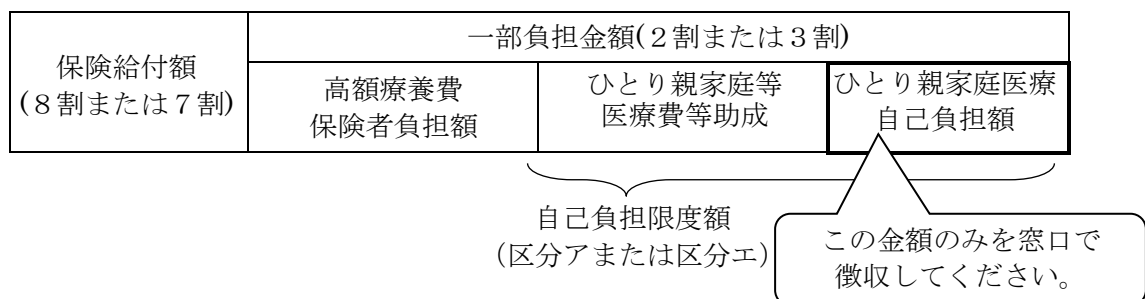 保険給付額
(８割または７割)
一部負担金額(２割または３割)
高額療養費
保険者負担額
ひとり親家庭等
医療費等助成
ひとり親家庭医療
自己負担額
自己負担限度額
（区分アまたは区分エ）
この金額のみを窓口で
徴収してください。